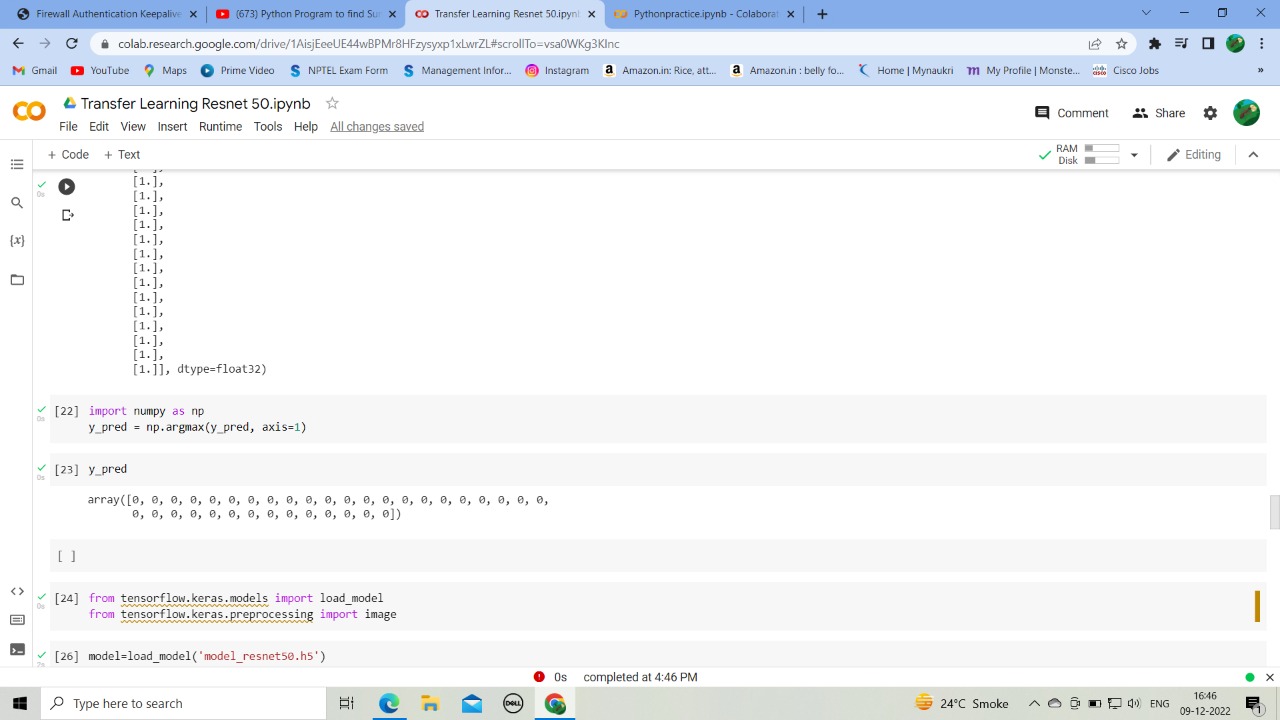 Firewall Authentication Keepalive
(673) Python Program to find Su
Transfer Learning Resnet 50.ipynb
Pythonpractice.ipynb - Colaborat
colab.research.google.com/drive/1AisjEeeUE44wBPMr8HFzysyxp1xLwrZL#scrollTo=vsa0WKg3KInc
Gmail YouTube Maps Prime Video NPTEL Exam Form Management Infor... Instagram Amazon.in: Rice, att... Amazon.in : belly fo... Home | Mynaukri My Profile | Monste... Cisco Jobs »
Transfer Learning Resnet 50.ipynb
Comment Share
File Edit View Insert Runtime Tools Help All changes saved
+ Code + Text
RAM
Disk
Editing
0s
[1.],
[1.],
[1.],
[1.],
[1.],
[1.],
[1.],
[1.],
[1.],
[1.],
[1.],
[1.],
[1.],
[1.]], dtype=float32)
0s
[22] import numpy as np
y_pred = np.argmax(y_pred, axis=1)
0s
[23] y_pred
array([0, 0, 0, 0, 0, 0, 0, 0, 0, 0, 0, 0, 0, 0, 0, 0, 0, 0, 0, 0, 0, 0,
0, 0, 0, 0, 0, 0, 0, 0, 0, 0, 0, 0, 0, 0])
[ ]
0s
[24] from tensorflow.keras.models import load_model
from tensorflow.keras.preprocessing import image
[26] model=load_model('model_resnet50.h5')
0s completed at 4:46 PM
Type here to search
DELL
24°C Smoke
ENG
16:46
09-12-2022
1